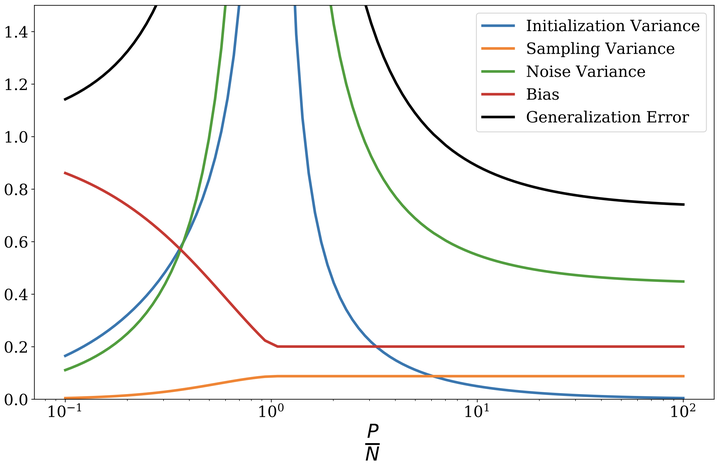 1.4
1.2
1.0
0.8
0.6
0.4
0.2
0.0
Initialization Variance
Sampling Variance
Noise Variance
Bias
Generalization Error
10⁻¹ 10⁰ 10¹ 10²
P
N